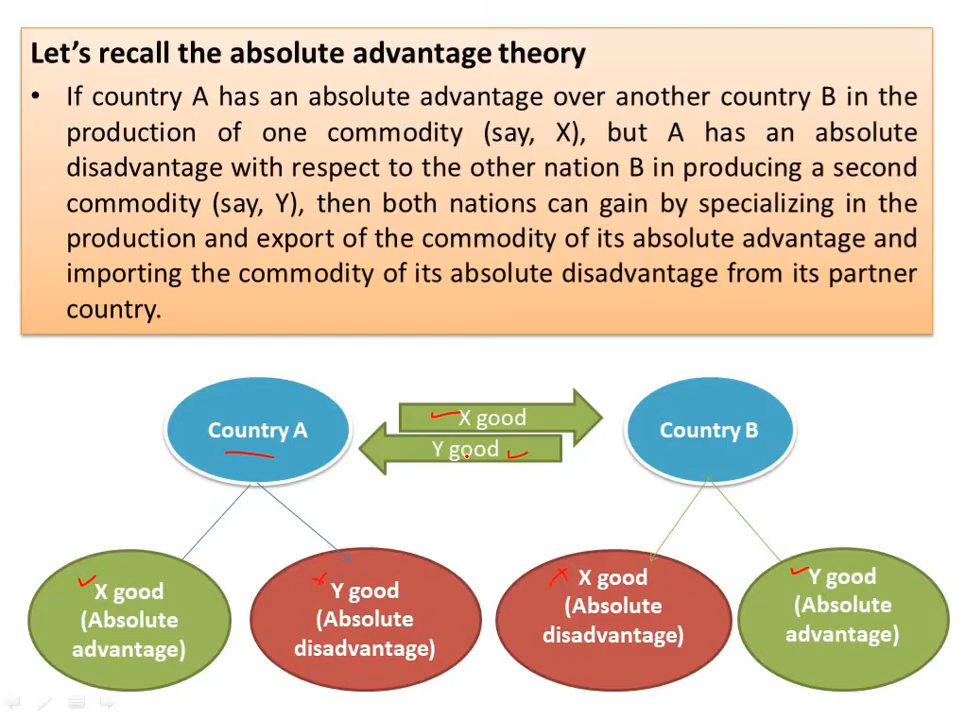 Let's recall the absolute advantage theory
• If country A has an absolute advantage over another country B in the
production of one commodity (say, X), but A has an absolute
disadvantage with respect to the other nation B in producing a second
commodity (say, Y), then both nations can gain by specializing in the
production and export of the commodity of its absolute advantage and
importing the commodity of its absolute disadvantage from its partner
country.
Country A
X good
Y good
Country B
X good
(Absolute
advantage)
Y good
(Absolute
disadvantage)
X good
(Absolute
disadvantage)
Y good
(Absolute
advantage)